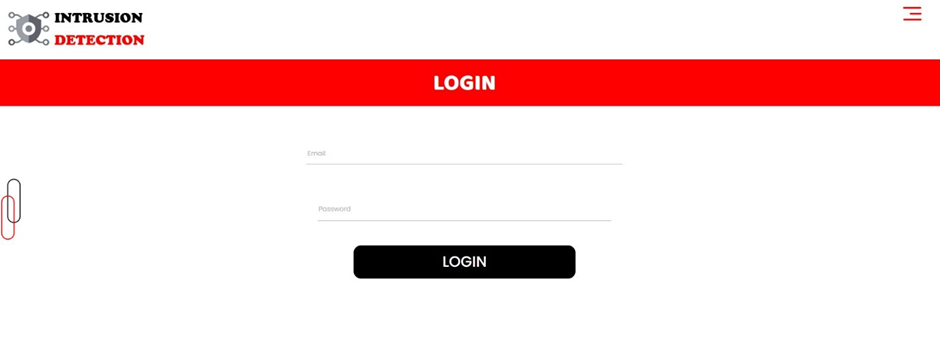 INTRUSION
DETECTION
LOGIN
Email
Password
LOGIN